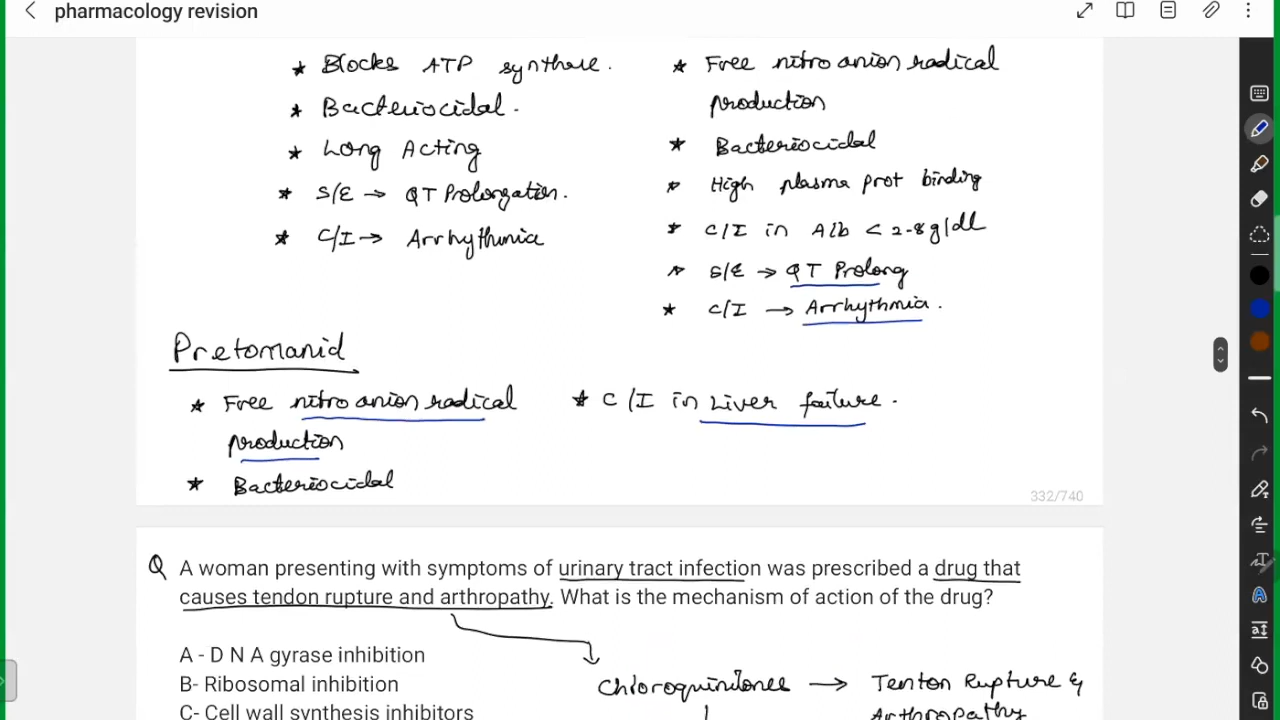 pharmacology revision
* Blocks ATP synthase.
* Bacteriocidal.
* Long Acting
* S/E → QT Prolongation.
* C/I → Arrhythmia
* Free nitro anion radical
production
* Bacteriocidal
* High plasma prot binding
* C/I in Alb < 2.8g/dL
* S/E → QT Prolong
* C/I → Arrhythmia.
Pretomanid
* Free nitro anion radical
production
* Bacteriocidal
* C/I in Liver failure.
332/740
Q A woman presenting with symptoms of urinary tract infection was prescribed a drug that
causes tendon rupture and arthropathy. What is the mechanism of action of the drug?
A - D N A gyrase inhibition
B- Ribosomal inhibition
C- Cell wall synthesis inhibitors
→ Tenton Rupture &
Arthropathy